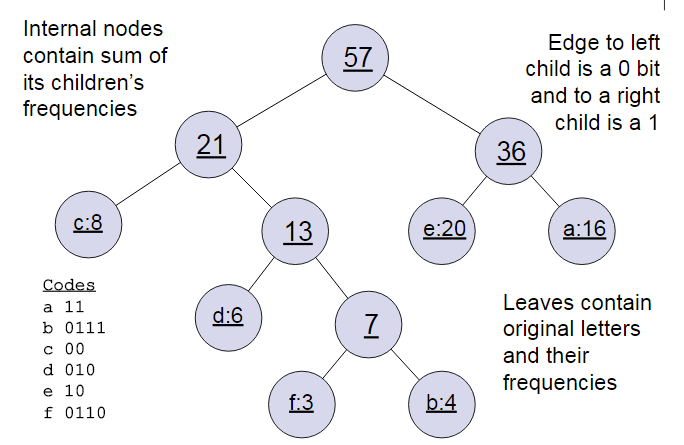 Internal nodes
contain sum of
its children's
frequencies
57
Edge to left
child is a 0 bit
and to a right
child is a 1
21
36
c:8
13
e:20
a:16
d:6
7
f:3
b:4
Codes
a 11
b 0111
c 00
d 010
e 10
f 0110
Leaves contain
original letters
and their
frequencies